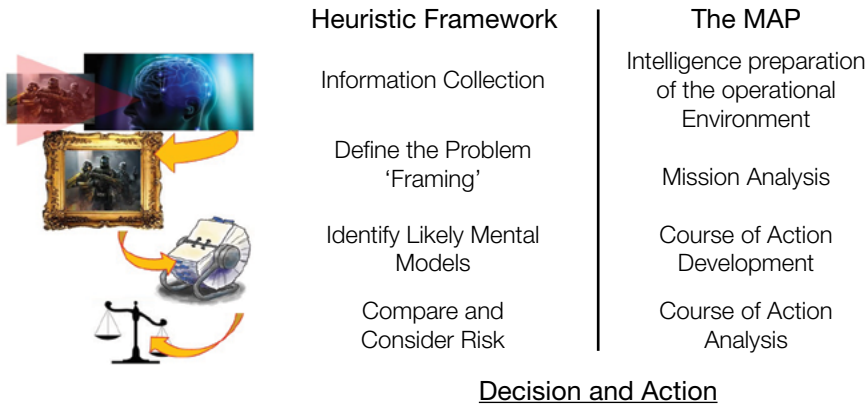 Heuristic Framework
The MAP
Information Collection
Intelligence preparation
of the operational
Environment
Define the Problem
‘Framing’
Mission Analysis
Identify Likely Mental
Models
Course of Action
Development
Compare and
Consider Risk
Course of Action
Analysis
Decision and Action